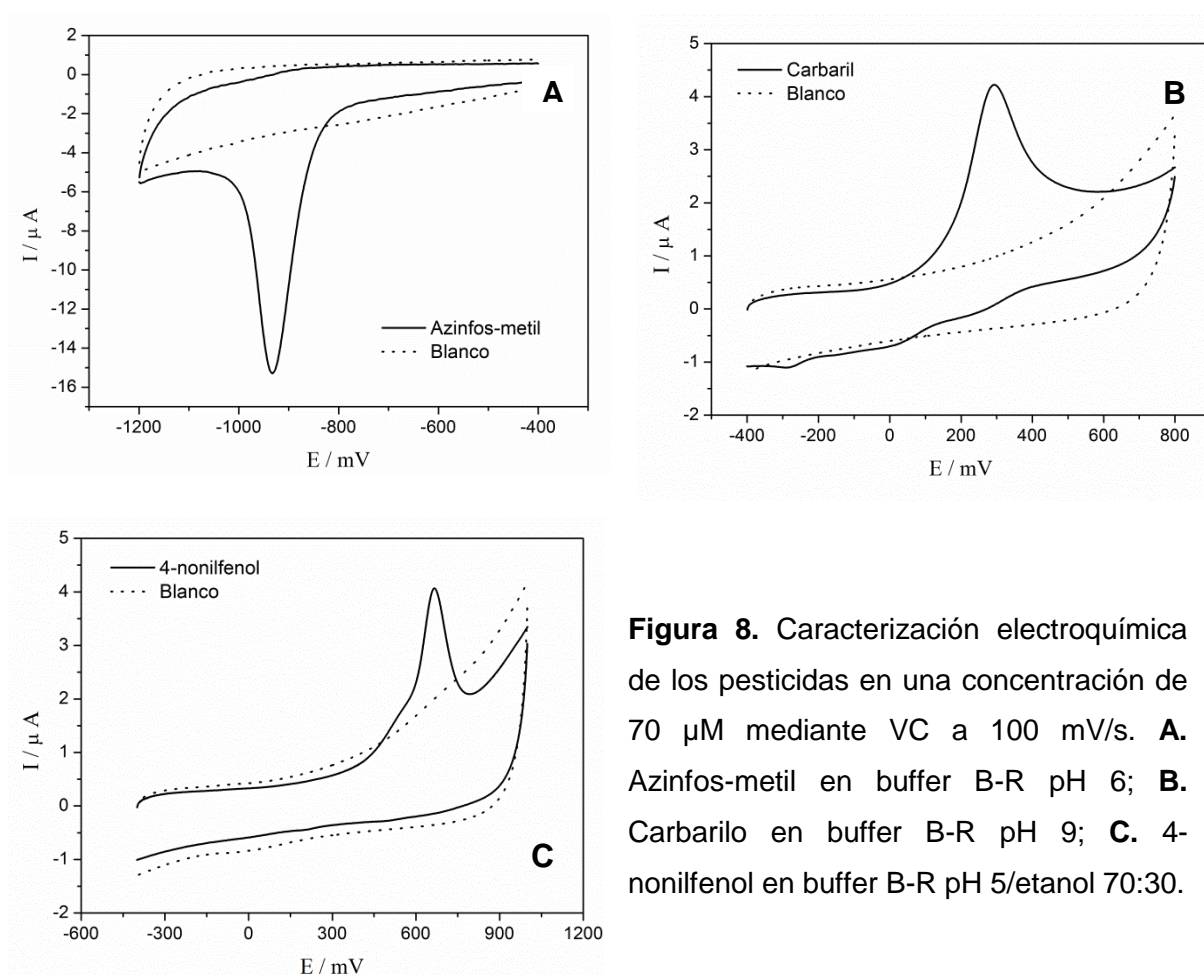 2
0
-2
-4
-6
-8
-10
-12
-14
-16
I / μ A
A
Azinfos-metil
Blanco
-1200 -1000 -800 -600 -400
E / mV
5
4
3
2
1
0
-1
-2
I / μ A
Carbaril
Blanco
B
-400 -200 0 200 400 600 800
E / mV
5
4
3
2
1
0
-1
-2
I / μ A
4-nonilfenol
Blanco
C
-600 -300 0 300 600 900 1200
E / mV
Figura 8. Caracterización electroquímica
de los pesticidas en una concentración de
70 μM mediante VC a 100 mV/s. A.
Azinfos-metil en buffer B-R pH 6; B.
Carbarilo en buffer B-R pH 9; C. 4-
nonilfenol en buffer B-R pH 5/etanol 70:30.